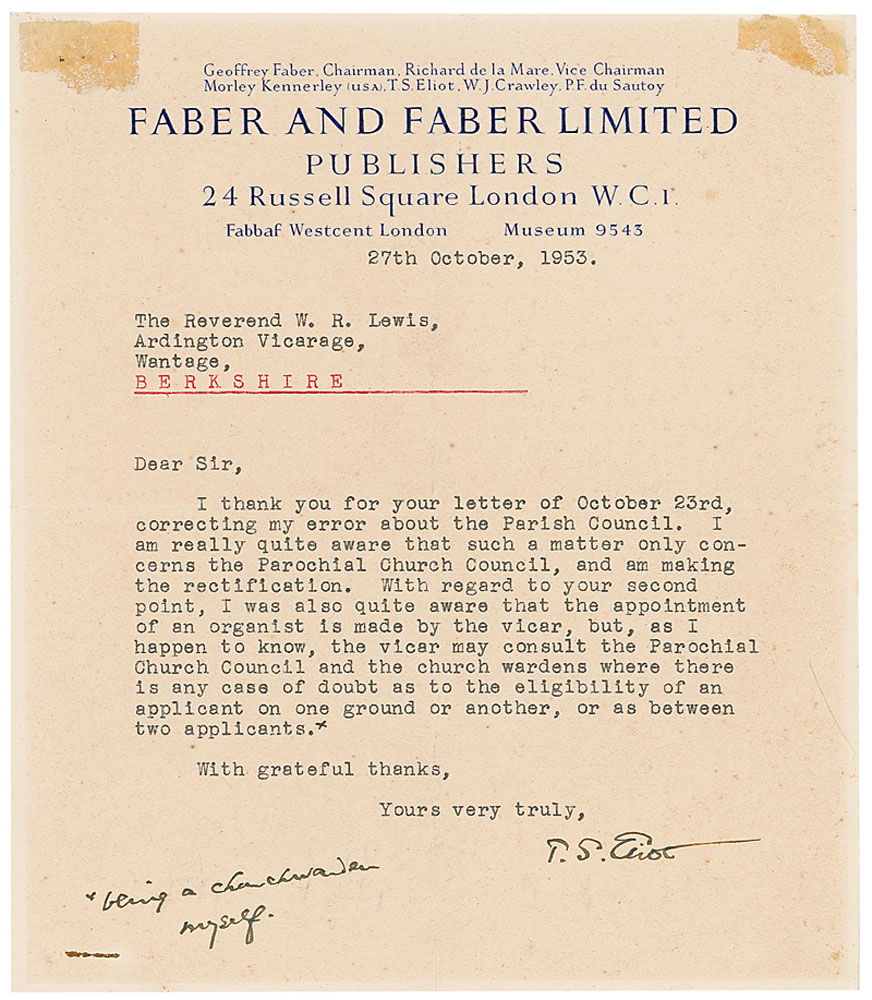 Geoffrey Faber, Chairman, Richard de la Mare, Vice Chairman
Morley Kennerley (USA), T.S. Eliot, W.J. Crawley, P.F. du Sautoy
FABER AND FABER LIMITED
PUBLISHERS
24 Russell Square London W.C.1.
Fabbaf Westcent London Museum 9543
27th October, 1953.
The Reverend W. R. Lewis,
Ardington Vicarage,
Wantage,
BERKSHIRE
Dear Sir,
I thank you for your letter of October 23rd,
correcting my error about the Parish Council. I
am really quite aware that such a matter only con-
cerns the Parochial Church Council, and am making
the rectification. With regard to your second
point, I was also quite aware that the appointment
of an organist is made by the vicar, but, as I
happen to know, the vicar may consult the Parochial
Church Council and the church wardens where there
is any case of doubt as to the eligibility of an
applicant on one ground or another, or as between
two applicants.*
With grateful thanks,
Yours very truly,
T. S. Eliot
* being a churchwarden
myself.